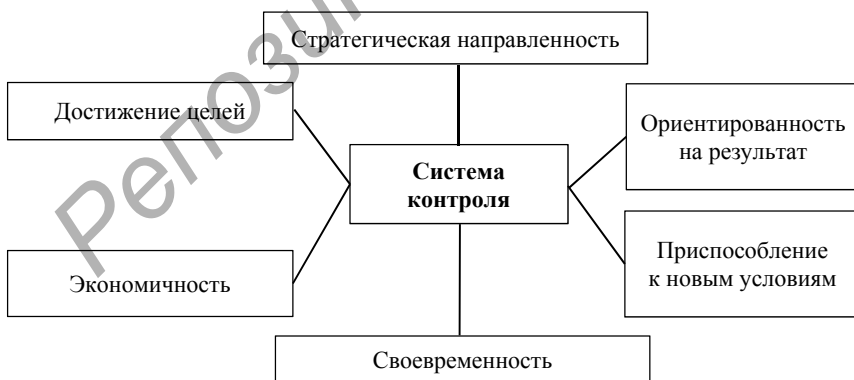 Стратегическая направленность
Достижение целей
Ориентированность
на результат
Система
контроля
Экономичность
Приспособление
к новым условиям
Своевременность